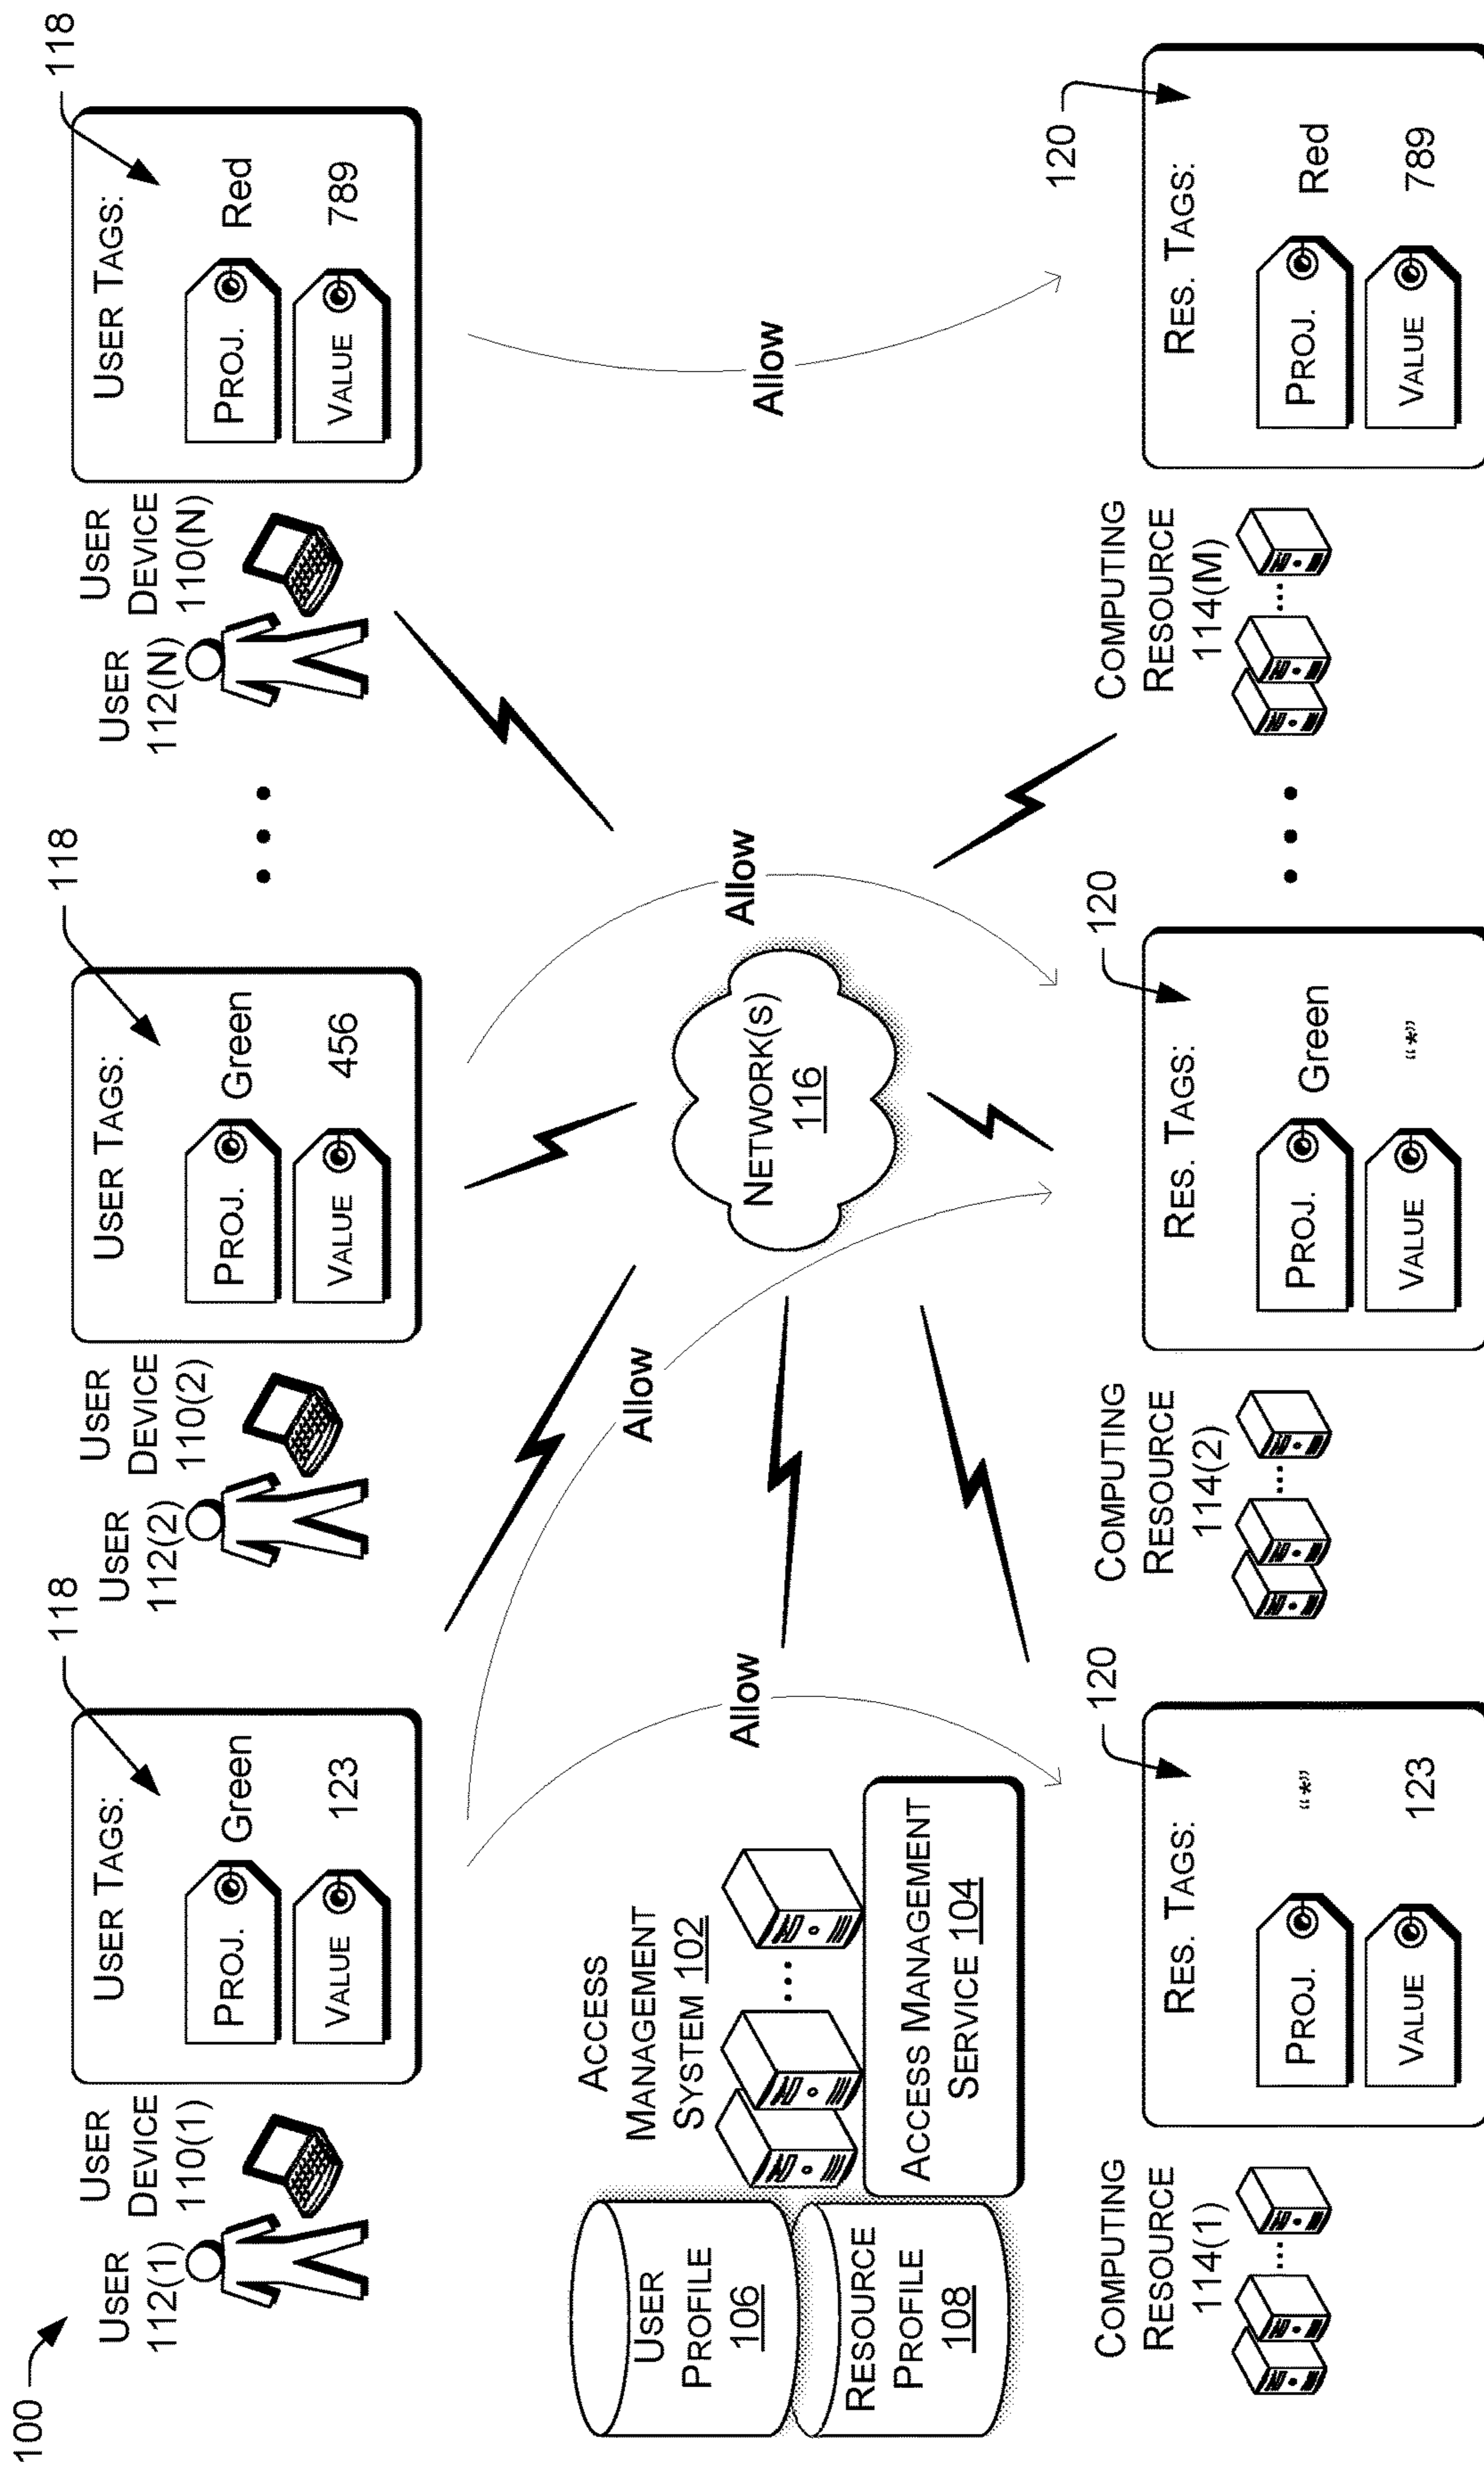 100
USER
112(1)
USER
DEVICE
110(1)
USER TAGS:
PROJ.
Green
VALUE
123
118
USER
112(2)
USER
DEVICE
110(2)
USER TAGS:
PROJ.
Green
VALUE
456
118
USER
112(N)
USER
DEVICE
110(N)
USER TAGS:
PROJ.
Red
VALUE
789
118
USER
PROFILE
106
RESOURCE
PROFILE
108
ACCESS
MANAGEMENT
SYSTEM 102
ACCESS MANAGEMENT
SERVICE 104
Allow
Allow
NETWORK(S)
116
Allow
Allow
COMPUTING
RESOURCE
114(1)
RES. TAGS:
PROJ.
“*”
VALUE
123
120
COMPUTING
RESOURCE
114(2)
RES. TAGS:
PROJ.
Green
VALUE
“*”
120
COMPUTING
RESOURCE
114(M)
RES. TAGS:
PROJ.
Red
VALUE
789
120